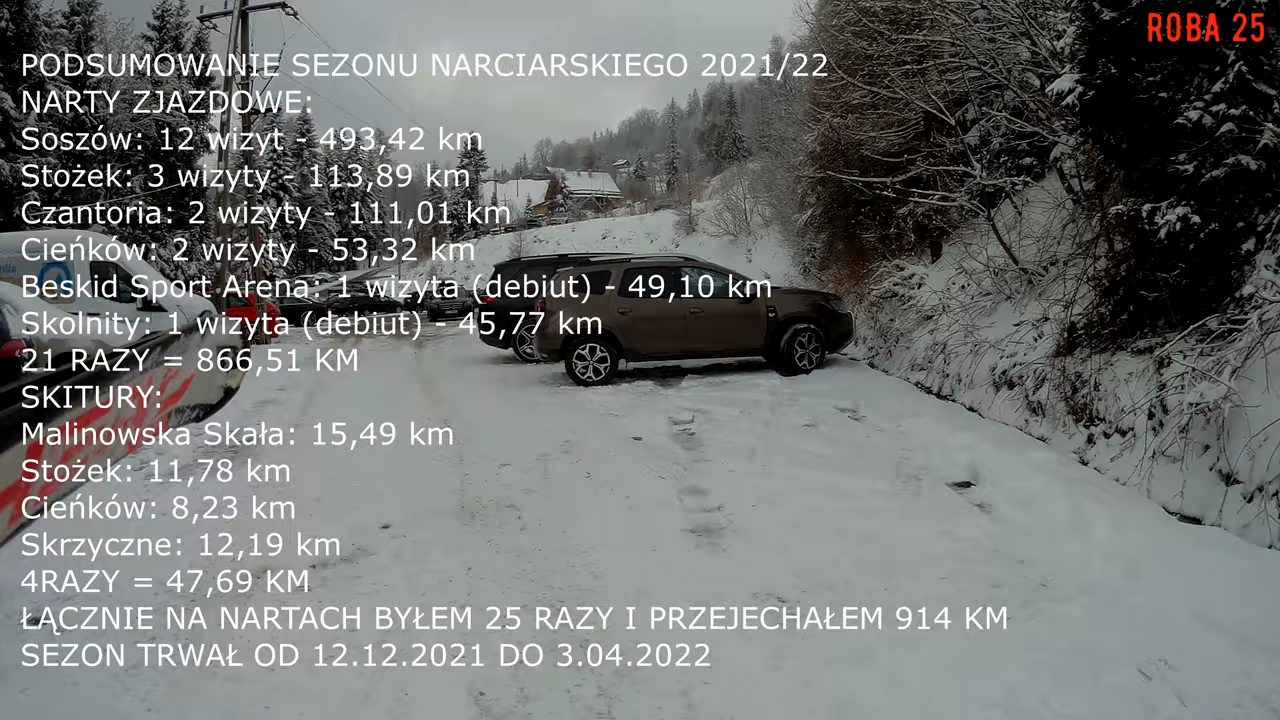 ROBA 25
PODSUMOWANIE SEZONU NARCIARSKIEGO 2021/22
NARTY ZJAZDOWE:
Soszów: 12 wizyt - 493,42 km
Stożek: 3 wizyty - 113,89 km
Czantoria: 2 wizyty - 111,01 km
Cieńków: 2 wizyty - 53,32 km
Beskid Sport Arena: 1 wizyta (debiut) - 49,10 km
Skolnity: 1 wizyta (debiut) - 45,77 km
21 RAZY = 866,51 KM
SKITURY:
Malinowska Skała: 15,49 km
Stożek: 11,78 km
Cieńków: 8,23 km
Skrzyczne: 12,19 km
4RAZY = 47,69 KM
ŁĄCZNIE NA NARTACH BYŁEM 25 RAZY I PRZEJECHAŁEM 914 KM
SEZON TRWAŁ OD 12.12.2021 DO 3.04.2022